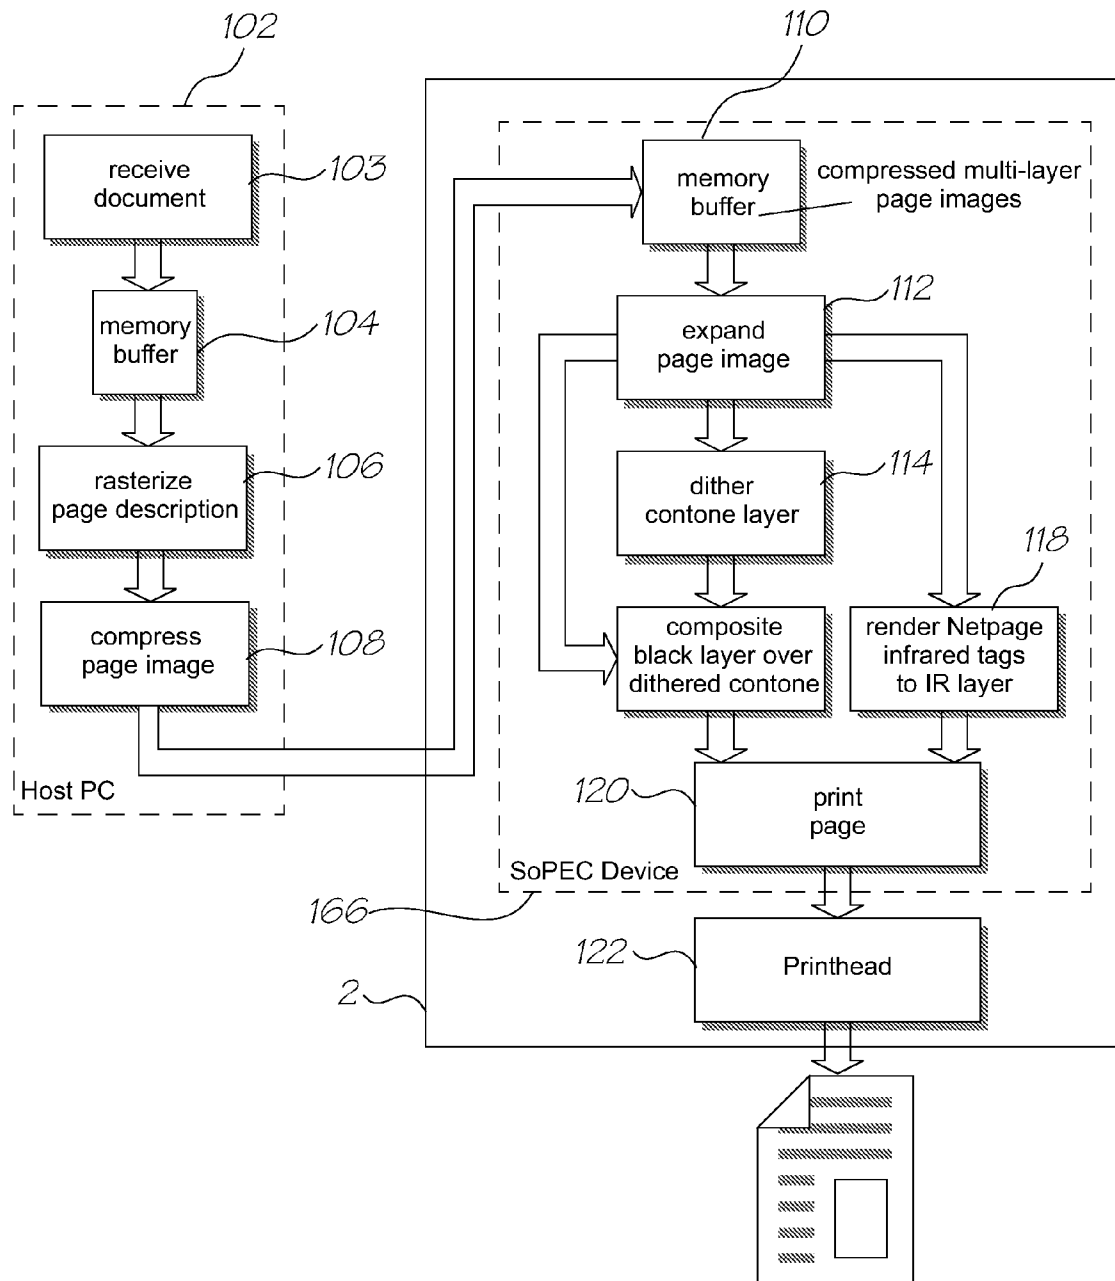 102
110
receive
document
103
memory
buffer
compressed multi-layer
page images
memory
buffer
104
expand
page image
112
rasterize
page description
106
dither
contone layer
114
compress
page image
108
composite
black layer over
dithered contone
118
render Netpage
infrared tags
to IR layer
Host PC
120
print
page
SoPEC Device
166
122
Printhead
2